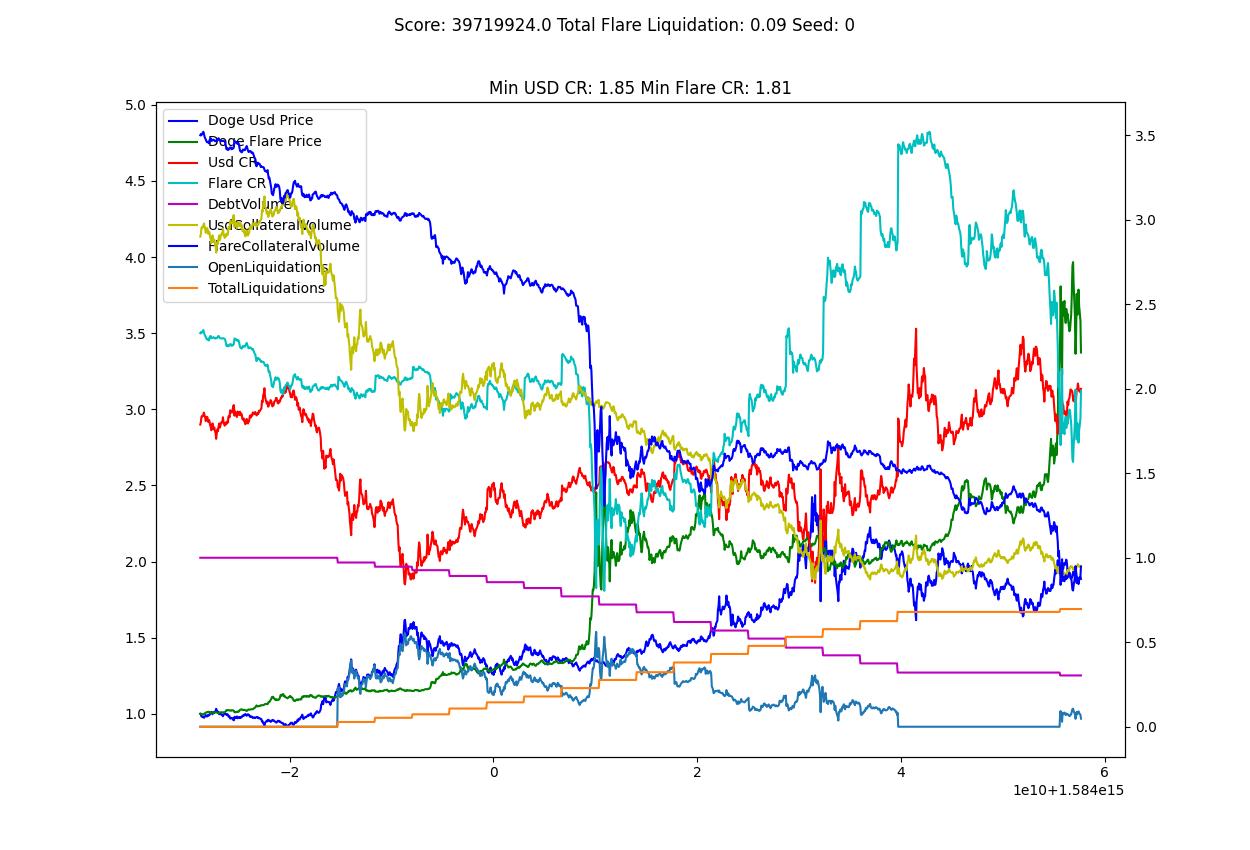 Score: 39719924.0 Total Flare Liquidation: 0.09 Seed: 0
Min USD CR: 1.85 Min Flare CR: 1.81
Doge Usd Price
Doge Flare Price
Usd CR
Flare CR
DebtVolume
UsdCollateralVolume
FlareCollateralVolume
OpenLiquidations
TotalLiquidations
5.0
4.5
4.0
3.5
3.0
2.5
2.0
1.5
1.0
3.5
3.0
2.5
2.0
1.5
1.0
0.5
0.0
−2
0
2
4
6
1e10+1.584e15